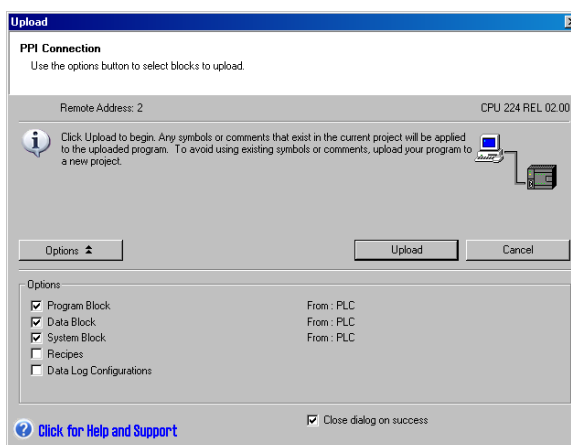 Upload
PPI Connection
Use the options button to select blocks to upload.
Remote Address: 2
CPU 224 REL 02.00
Click Upload to begin. Any symbols or comments that exist in the current project will be applied
to the uploaded program. To avoid using existing symbols or comments, upload your program to
a new project.
Options
Upload
Cancel
Options
Program Block
From : PLC
Data Block
From : PLC
System Block
From : PLC
Recipes
Data Log Configurations
Click for Help and Support
Close dialog on success